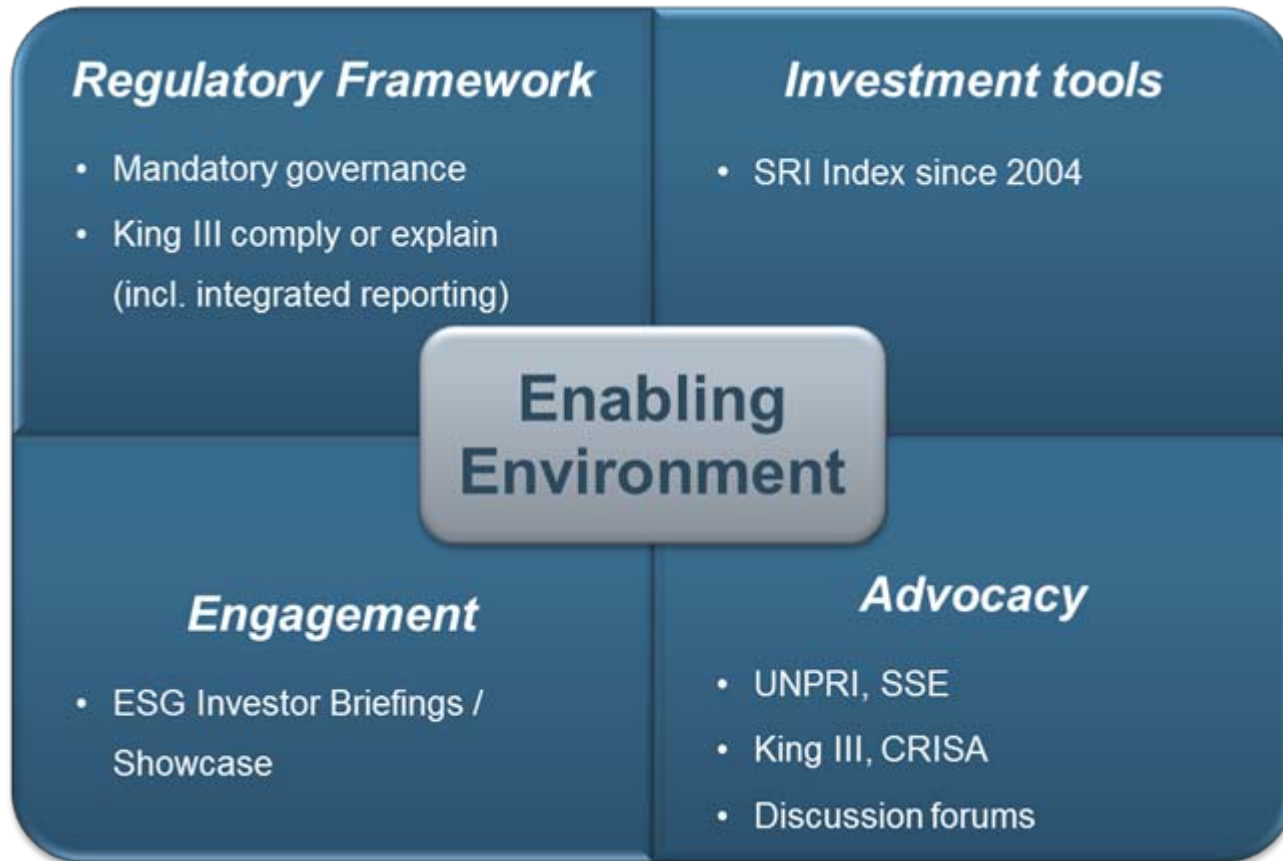 Regulatory Framework
• Mandatory governance
• King III comply or explain
(incl. integrated reporting)
Investment tools
• SRI Index since 2004
Enabling
Environment
Engagement
• ESG Investor Briefings /
Showcase
Advocacy
• UNPRI, SSE
• King III, CRISA
• Discussion forums